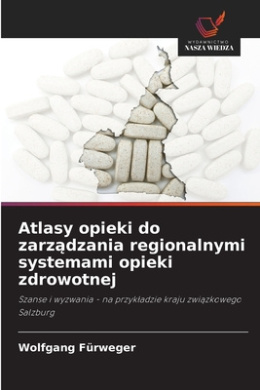 WYDAWNICTWO
NASZA WIEDZA
Atlasy opieki do
zarządzania regionalnymi
systemami opieki
zdrowotnej
Szanse i wyzwania - na przykładzie kraju związkowego
Salzburg
Wolfgang Fürweger